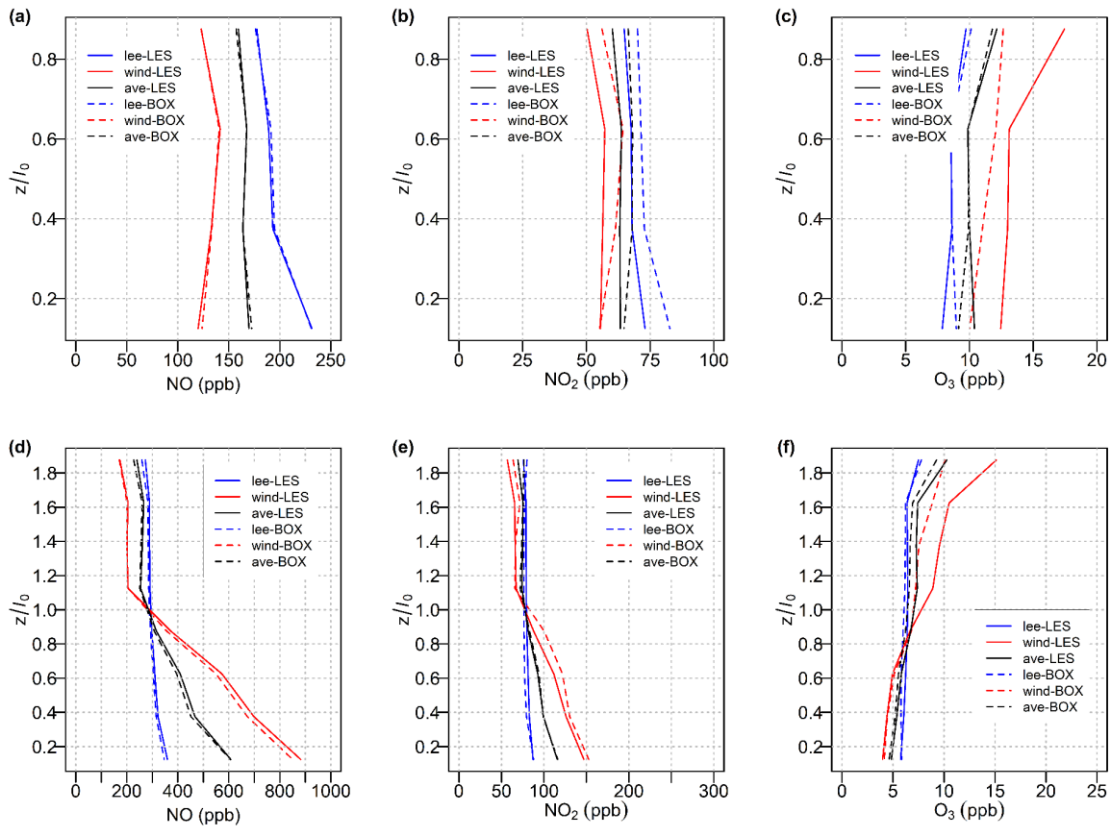 (a)
lee-LES
wind-LES
ave-LES
lee-BOX
wind-BOX
ave-BOX
0.8
0.6
0.4
0.2
z/l₀
0 50 100 150 200 250
NO (ppb)
(b)
lee-LES
wind-LES
ave-LES
lee-BOX
wind-BOX
ave-BOX
0.8
0.6
0.4
0.2
z/l₀
0 25 50 75 100
NO₂ (ppb)
(c)
lee-LES
wind-LES
ave-LES
lee-BOX
wind-BOX
ave-BOX
0.8
0.6
0.4
0.2
z/l₀
0 5 10 15 20
O₃ (ppb)
(d)
lee-LES
wind-LES
ave-LES
lee-BOX
wind-BOX
ave-BOX
1.8
1.6
1.4
1.2
1.0
0.8
0.6
0.4
0.2
z/l₀
0 200 400 600 800 1000
NO (ppb)
(e)
lee-LES
wind-LES
ave-LES
lee-BOX
wind-BOX
ave-BOX
1.8
1.6
1.4
1.2
1.0
0.8
0.6
0.4
0.2
z/l₀
0 100 200 300
NO₂ (ppb)
(f)
1.8
1.6
1.4
1.2
1.0
0.8
0.6
0.4
0.2
z/l₀
lee-LES
wind-LES
ave-LES
lee-BOX
wind-BOX
ave-BOX
0 5 10 15 20 25
O₃ (ppb)